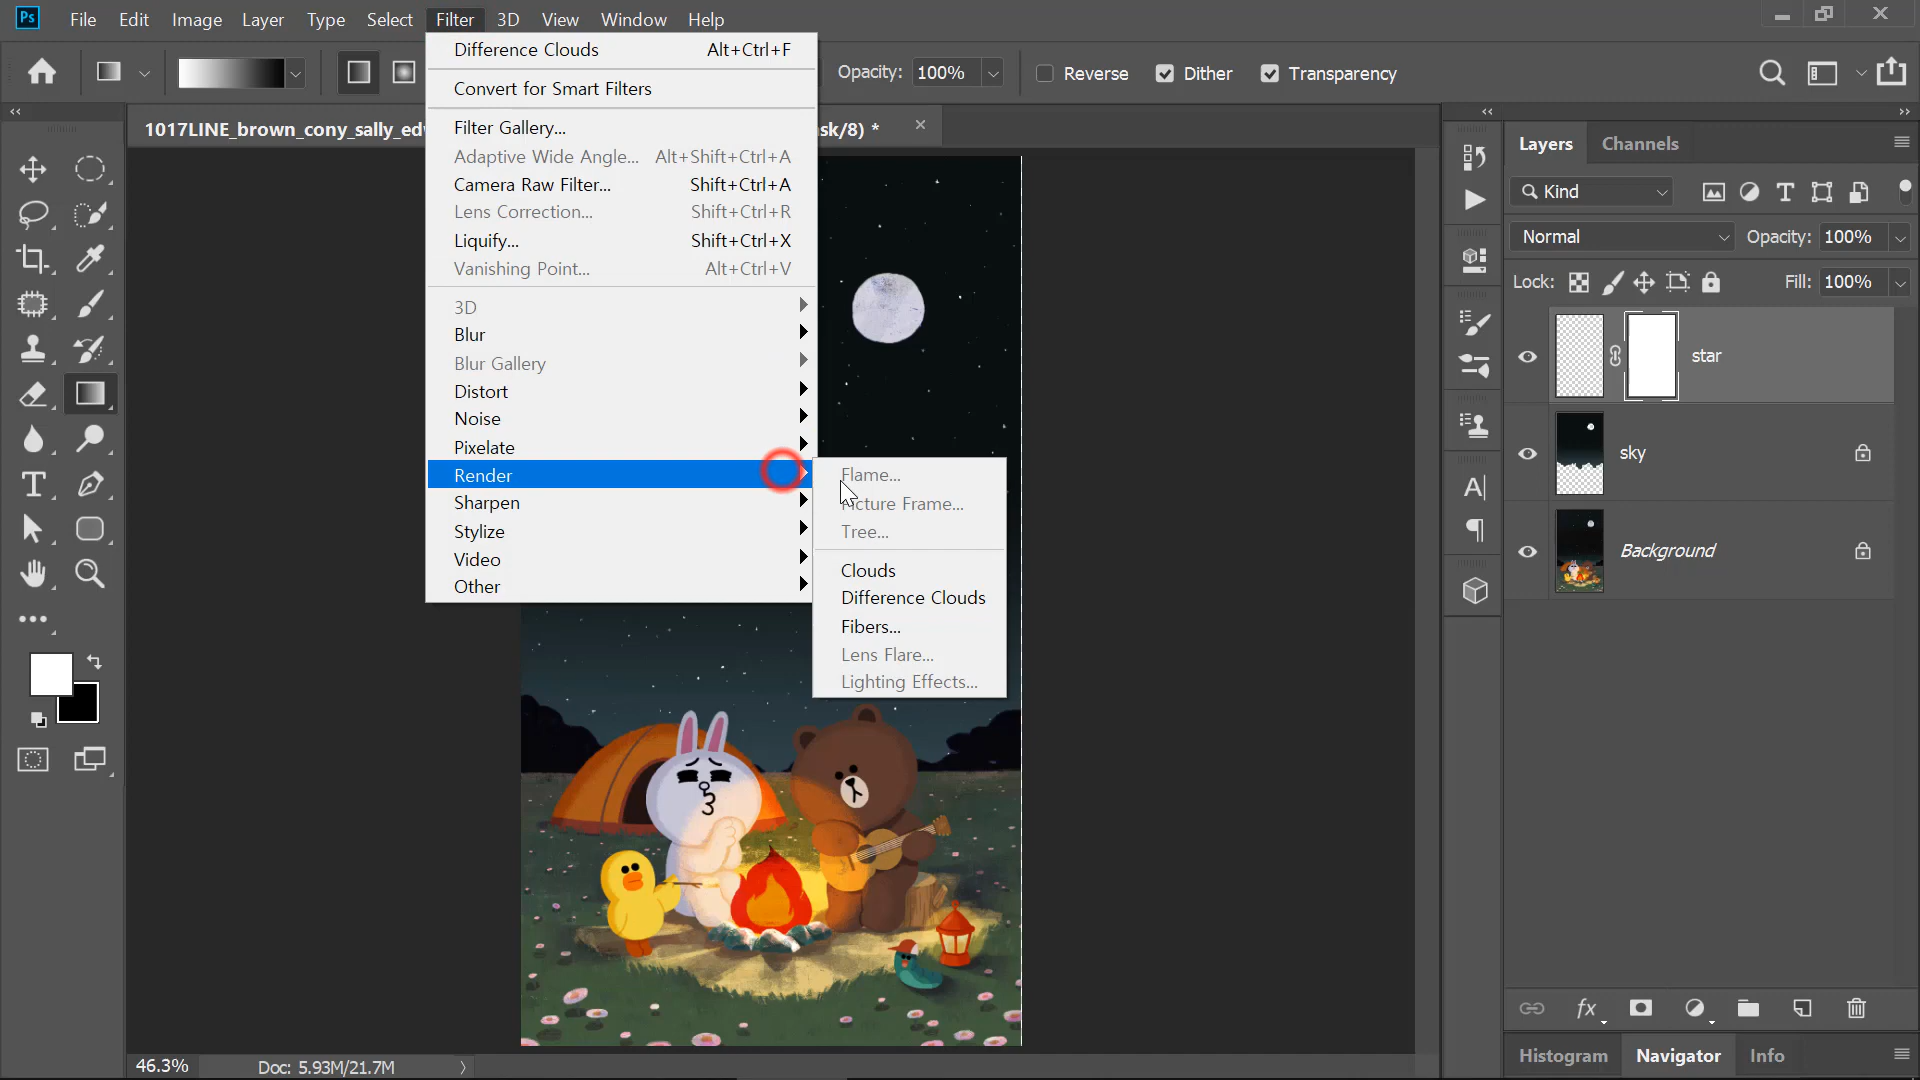 Ps File Edit Image Layer Type Select Filter 3D View Window Help
Opacity: 100% Reverse Dither Transparency
1017LINE_brown_cony_sally_ed
sk/8) *
Difference Clouds Alt+Ctrl+F
Convert for Smart Filters
Filter Gallery...
Adaptive Wide Angle... Alt+Shift+Ctrl+A
Camera Raw Filter... Shift+Ctrl+A
Lens Correction... Shift+Ctrl+R
Liquify... Shift+Ctrl+X
Vanishing Point... Alt+Ctrl+V
3D
Blur
Blur Gallery
Distort
Noise
Pixelate
Render
Sharpen
Stylize
Video
Other
Flame...
Picture Frame...
Tree...
Clouds
Difference Clouds
Fibers...
Lens Flare...
Lighting Effects...
Layers Channels
Kind
Normal Opacity: 100%
Lock: Fill: 100%
star
sky
Background
fx
Histogram Navigator Info
46.3% Doc: 5.93M/21.7M